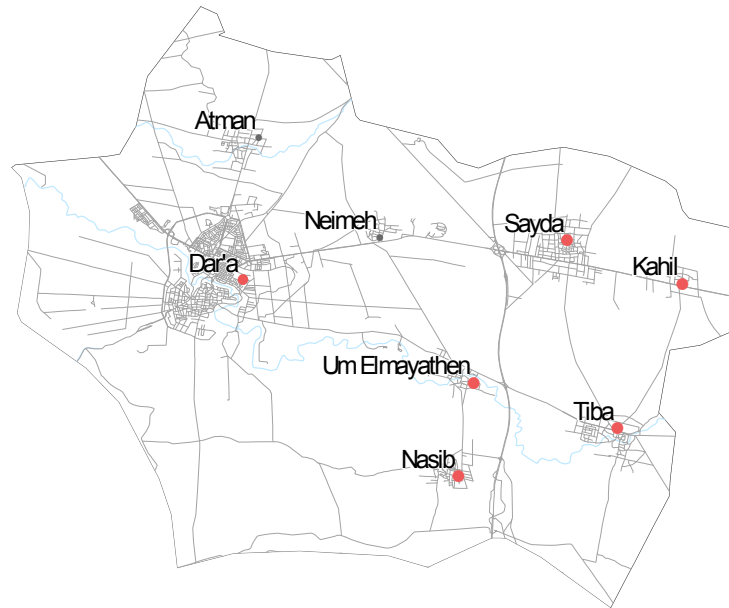 Atman
Neimeh
Sayda
Dar'a
Kahil
Um Elmayathen
Tiba
Nasib